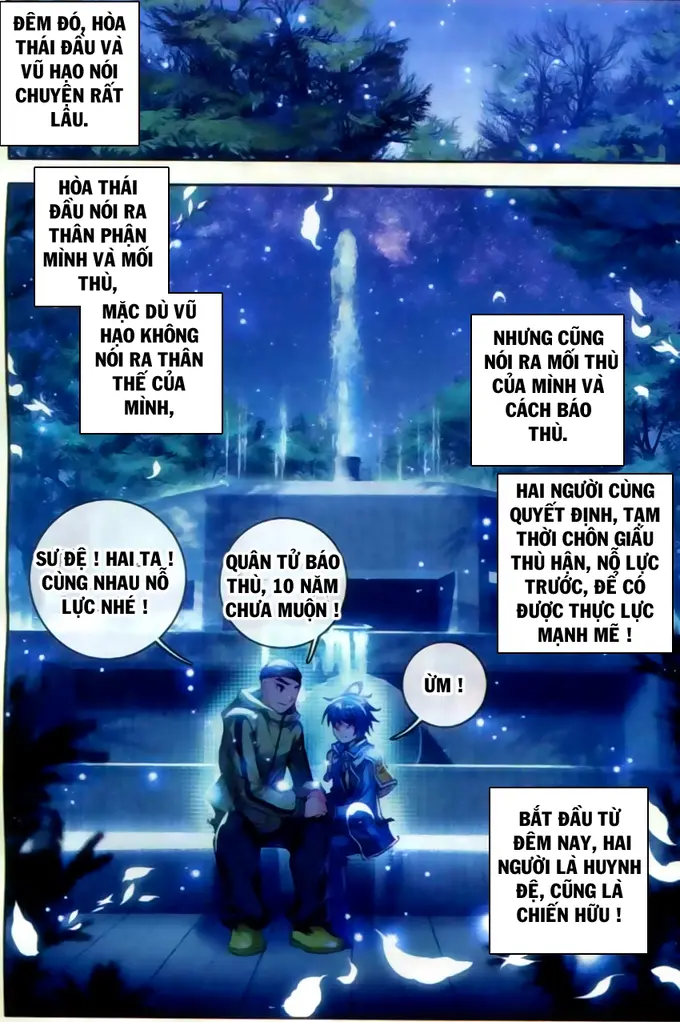 ĐÊM ĐÓ, HÒA
THÁI ĐẦU VÀ
VŨ HẠO NÓI
CHUYỆN RẤT
LÂU.
HÒA THÁI
ĐẦU NÓI RA
THÂN PHẬN
MÌNH VÀ MỐI
THÙ,
MẶC DÙ VŨ
HẠO KHÔNG
NÓI RA THÂN
THẾ CỦA
MÌNH,
NHƯNG CŨNG
NÓI RA MỐI THÙ
CỦA MÌNH VÀ
CÁCH BÁO
THÙ.
HAI NGƯỜI CÙNG
QUYẾT ĐỊNH, TẠM
THỜI CHÔN GIẤU
THÙ HẬN, NỖ LỰC
TRƯỚC, ĐỂ CÓ
ĐƯỢC THỰC LỰC
MẠNH MẼ !
SƯ ĐỆ ! HAI TA !
CÙNG NHAU NỖ
LỰC NHÉ !
QUÂN TỬ BÁO
THÙ, 10 NĂM
CHƯA MUỘN !
ỪM !
BẮT ĐẦU TỪ
ĐÊM NAY, HAI
NGƯỜI LÀ HUYNH
ĐỆ, CŨNG LÀ
CHIẾN HỮU !